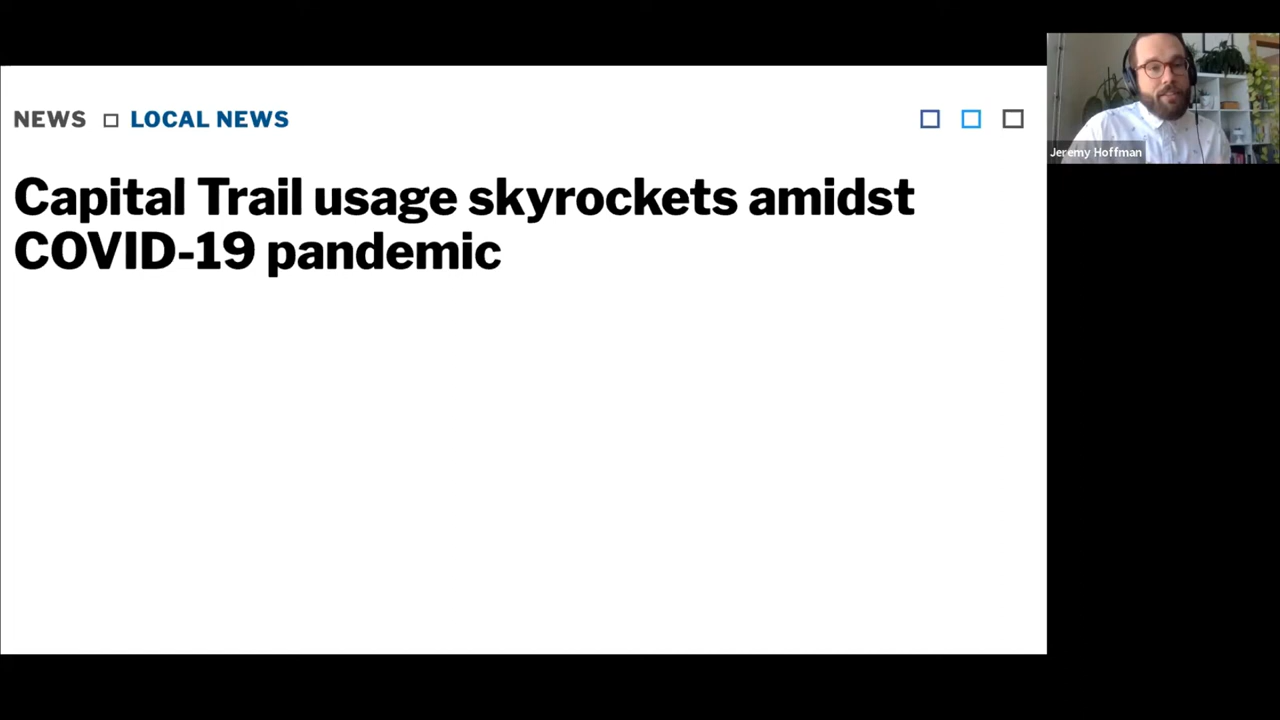 NEWS LOCAL NEWS
Capital Trail usage skyrockets amidst
COVID-19 pandemic
Jeremy Hoffman